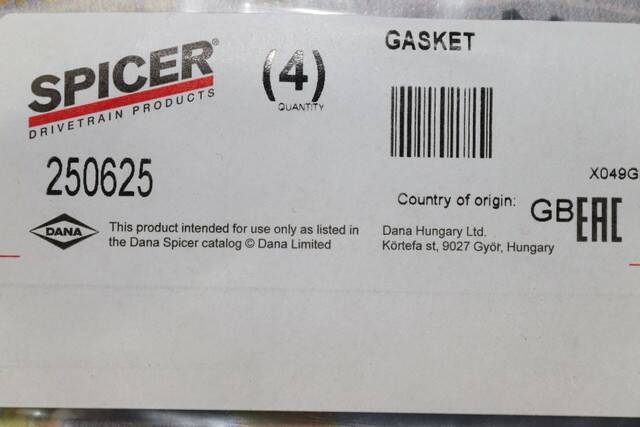 SPICER®
DRIVETRAIN PRODUCTS
(4)
QUANTITY
GASKET
250625
X049G
Country of origin: GB
EAC
DANA
This product intended for use only as listed in
the Dana Spicer catalog © Dana Limited
Dana Hungary Ltd.
Körtefa st, 9027 Győr, Hungary